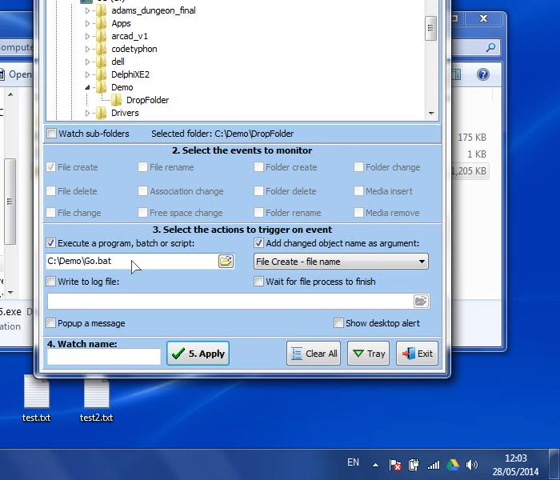 C (C:)
adams_dungeon_final
Apps
arcad_v1
codetyphon
dell
DelphiXE2
Demo
DropFolder
Drivers
Compute
Open
175 KB
1 KB
1,205 KB
Watch sub-folders Selected folder: C:\Demo\DropFolder
2. Select the events to monitor
File create File rename Folder create Folder change
File delete Association change Folder delete Media insert
File change Free space change Folder rename Media remove
3. Select the actions to trigger on event
Execute a program, batch or script: Add changed object name as argument:
C:\Demo\Go.bat File Create - file name
Write to log file: Wait for file process to finish
5.exe D
ation
Popup a message Show desktop alert
4. Watch name: 5. Apply Clear All Tray Exit
test.txt test2.txt
EN 12:03
28/05/2014